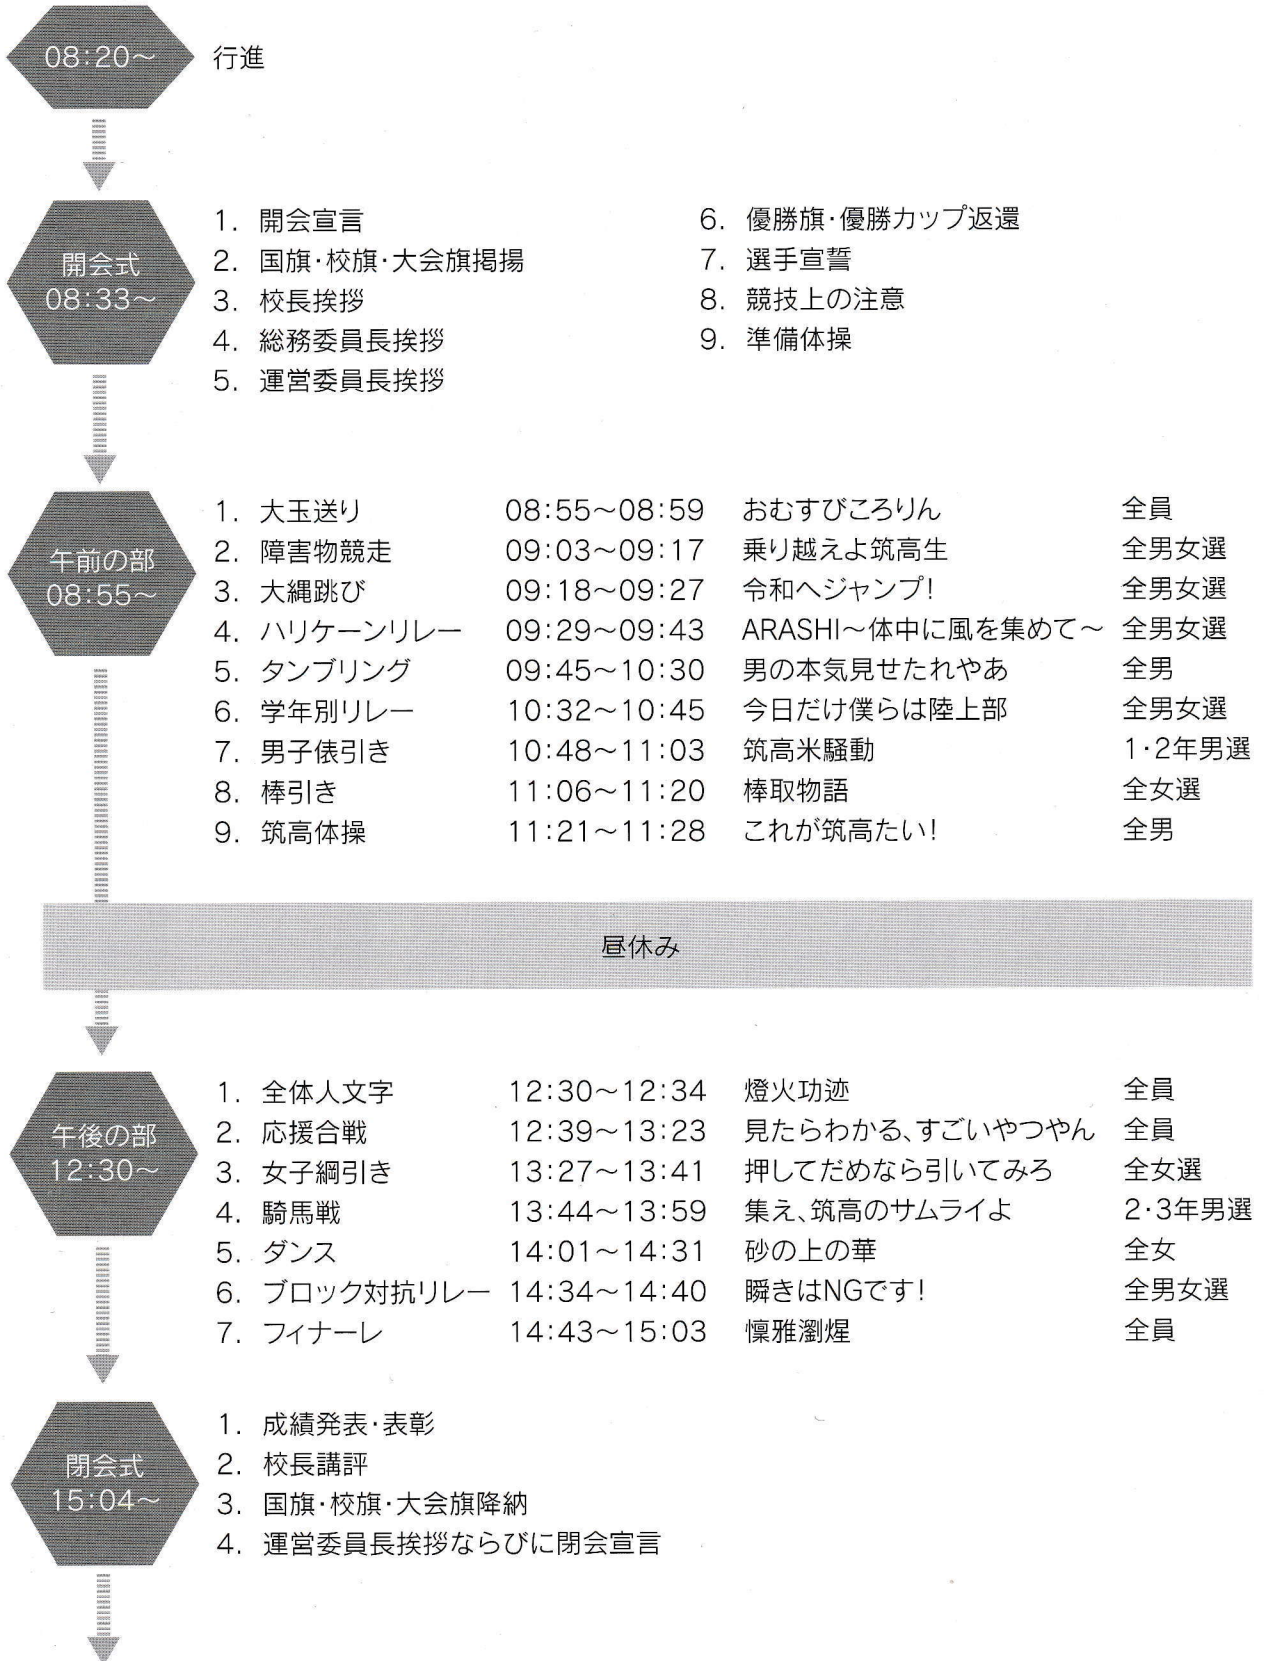 08:20～ 行進
開会式
08:33～
1. 開会宣言
2. 国旗・校旗・大会旗掲揚
3. 校長挨拶
4. 総務委員長挨拶
5. 運営委員長挨拶
6. 優勝旗・優勝カップ返還
7. 選手宣誓
8. 競技上の注意
9. 準備体操
午前の部
08:55～
1. 大玉送り 08:55～08:59 おむすびころりん 全員
2. 障害物競走 09:03～09:17 乗り越えよ筑高生 全男女選
3. 大縄跳び 09:18～09:27 令和へジャンプ! 全男女選
4. ハリケーンリレー 09:29～09:43 ARASHI～体中に風を集めて～ 全男女選
5. タンブリング 09:45～10:30 男の本気見せたれやあ 全男
6. 学年別リレー 10:32～10:45 今日だけ僕らは陸上部 全男女選
7. 男子俵引き 10:48～11:03 筑高米騒動 1・2年男選
8. 棒引き 11:06～11:20 棒取物語 全女選
9. 筑高体操 11:21～11:28 これが筑高たい! 全男
昼休み
午後の部
12:30～
1. 全体人文字 12:30～12:34 燈火功迹 全員
2. 応援合戦 12:39～13:23 見たらわかる、すごいやつやん 全員
3. 女子綱引き 13:27～13:41 押してだめなら引いてみろ 全女選
4. 騎馬戦 13:44～13:59 集え、筑高のサムライよ 2・3年男選
5. ダンス 14:01～14:31 砂の上の華 全女
6. ブロック対抗リレー 14:34～14:40 瞬きはNGです! 全男女選
7. フィナーレ 14:43～15:03 懍雅瀏煋 全員
閉会式
15:04～
1. 成績発表・表彰
2. 校長講評
3. 国旗・校旗・大会旗降納
4. 運営委員長挨拶ならびに閉会宣言